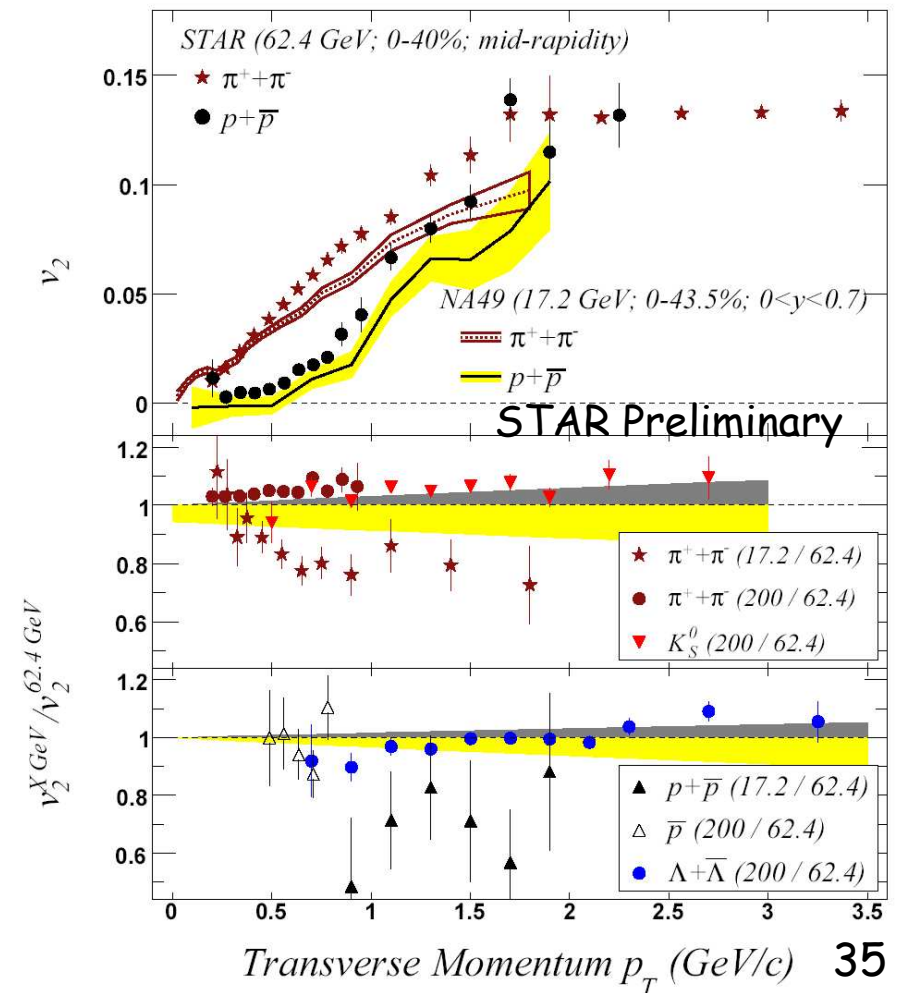 STAR (62.4 GeV; 0-40%; mid-rapidity)
π⁺+π⁻
p+p̅
0.15
0.1
0.05
0
v₂
NA49 (17.2 GeV; 0-43.5%; 0<y<0.7)
π⁺+π⁻
p+p̅
STAR Preliminary
1.2
1
0.8
0.6
π⁺+π⁻ (17.2 / 62.4)
π⁺+π⁻ (200 / 62.4)
K⁰_S (200 / 62.4)
v₂^{X GeV}/v₂^{62.4 GeV}
1.2
1
0.8
0.6
p+p̅ (17.2 / 62.4)
p̅ (200 / 62.4)
Λ+Λ̅ (200 / 62.4)
0 0.5 1 1.5 2 2.5 3 3.5
Transverse Momentum p_T (GeV/c) 35